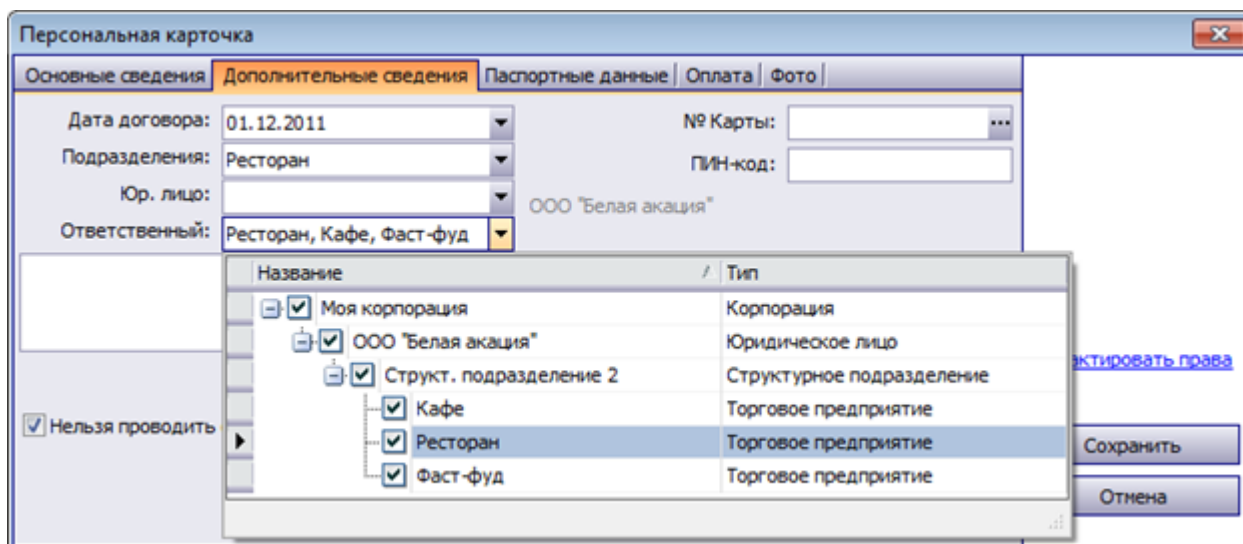 Персональная карточка
Основные сведения Дополнительные сведения Паспортные данные Оплата Фото
Дата договора: 01.12.2011 № Карты:
Подразделения: Ресторан ПИН-код:
Юр. лицо: ООО "Белая акация"
Ответственный: Ресторан, Кафе, Фаст-фуд
Название Тип
Моя корпорация Корпорация
ООО "Белая акация" Юридическое лицо
Структ. подразделение 2 Структурное подразделение
Кафе Торговое предприятие
Ресторан Торговое предприятие
Фаст-фуд Торговое предприятие
права
Нельзя проводить
Сохранить
Отмена